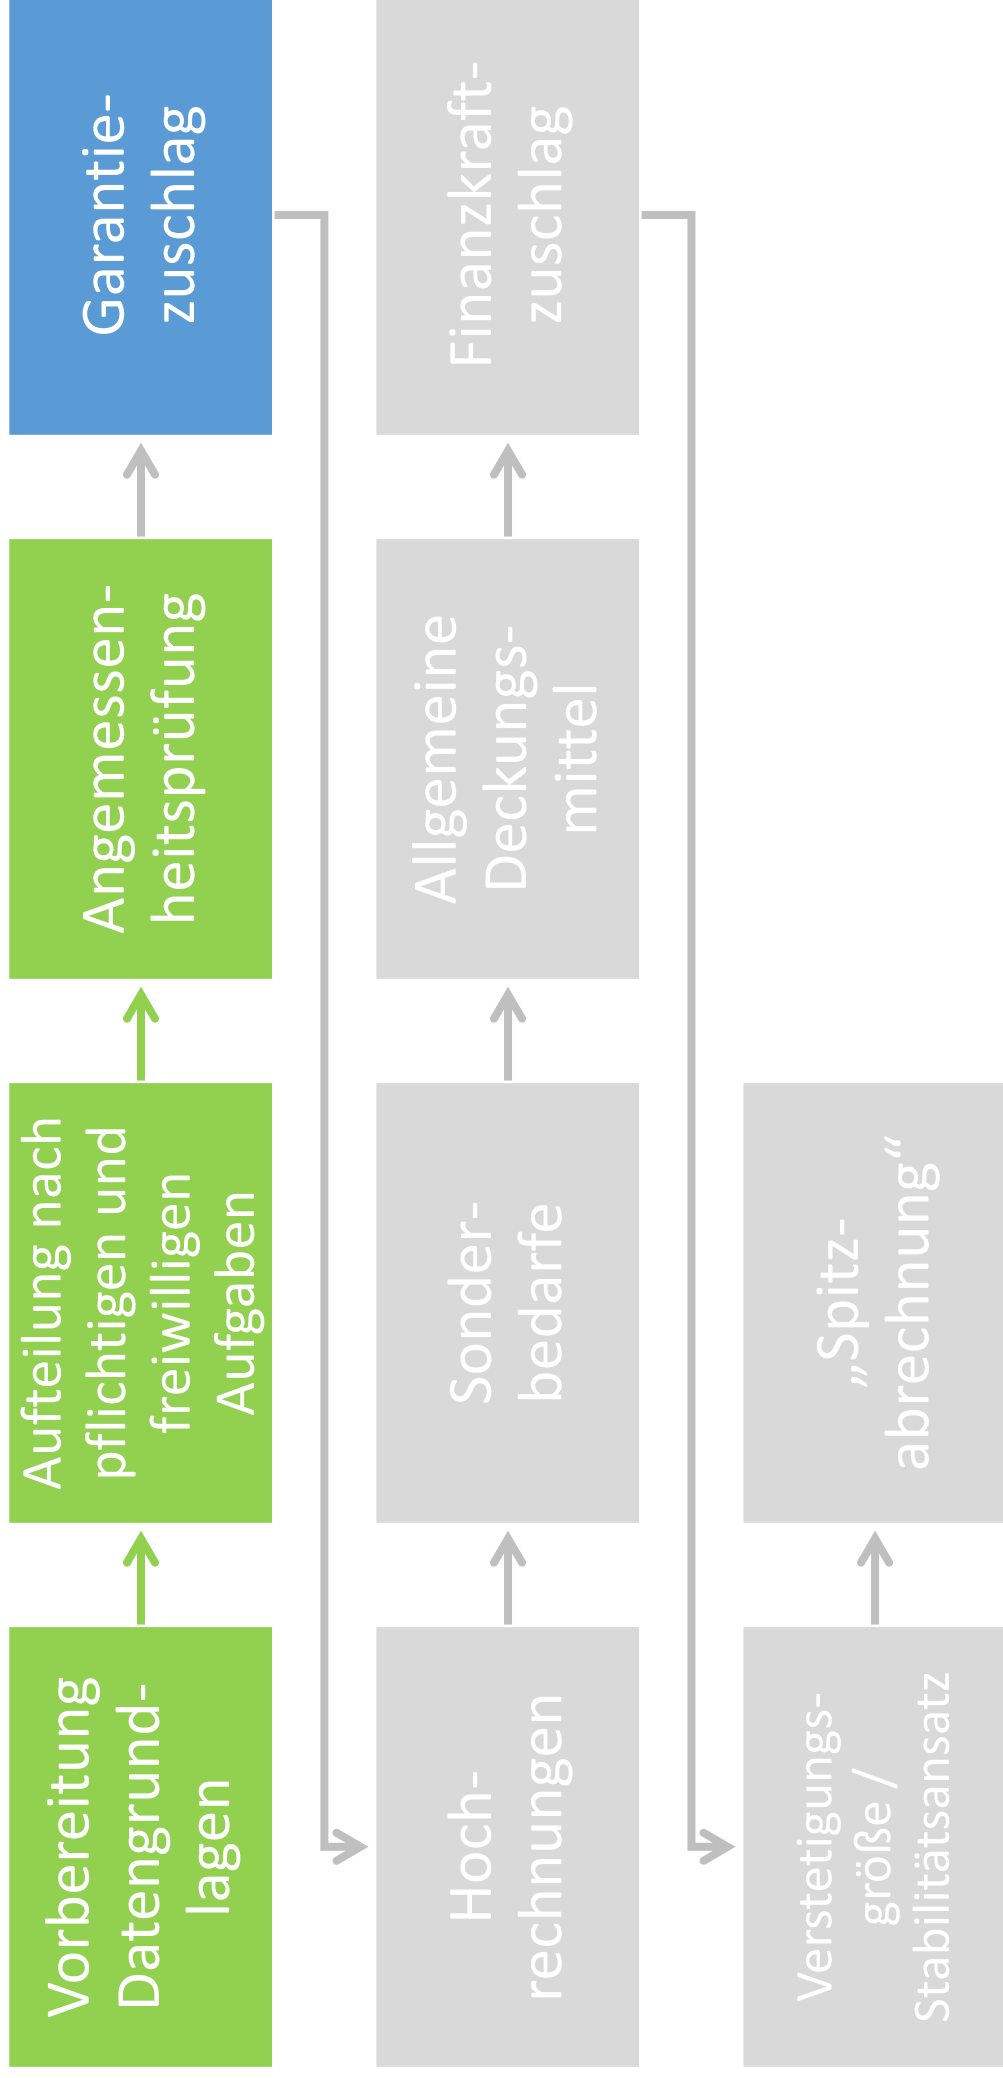 Vorbereitung
Datengrund-
lagen
Aufteilung nach
pflichtigen und
freiwilligen
Aufgaben
Angemessen-
heitsprüfung
Garantie-
zuschlag
Hoch-
rechnungen
Sonder-
bedarfe
Allgemeine
Deckungs-
mittel
Finanzkraft-
zuschlag
Verstetigungs-
größe /
Stabilitätsansatz
„Spitz-
abrechnung“